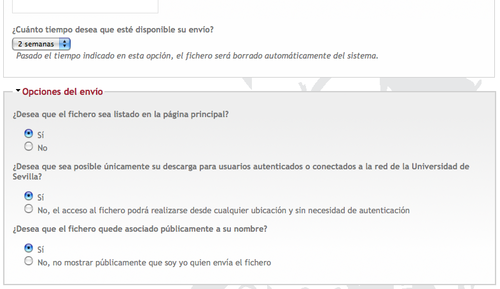 ¿Cuánto tiempo desea que esté disponible su envío?
2 semanas
Pasado el tiempo indicado en esta opción, el fichero será borrado automáticamente del sistema.
Opciones del envío
¿Desea que el fichero sea listado en la página principal?
Sí
No
¿Desea que sea posible únicamente su descarga para usuarios autenticados o conectados a la red de la Universidad de
Sevilla?
Sí
No, el acceso al fichero podrá realizarse desde cualquier ubicación y sin necesidad de autenticación
¿Desea que el fichero quede asociado públicamente a su nombre?
Sí
No, no mostrar públicamente que soy yo quien envía el fichero